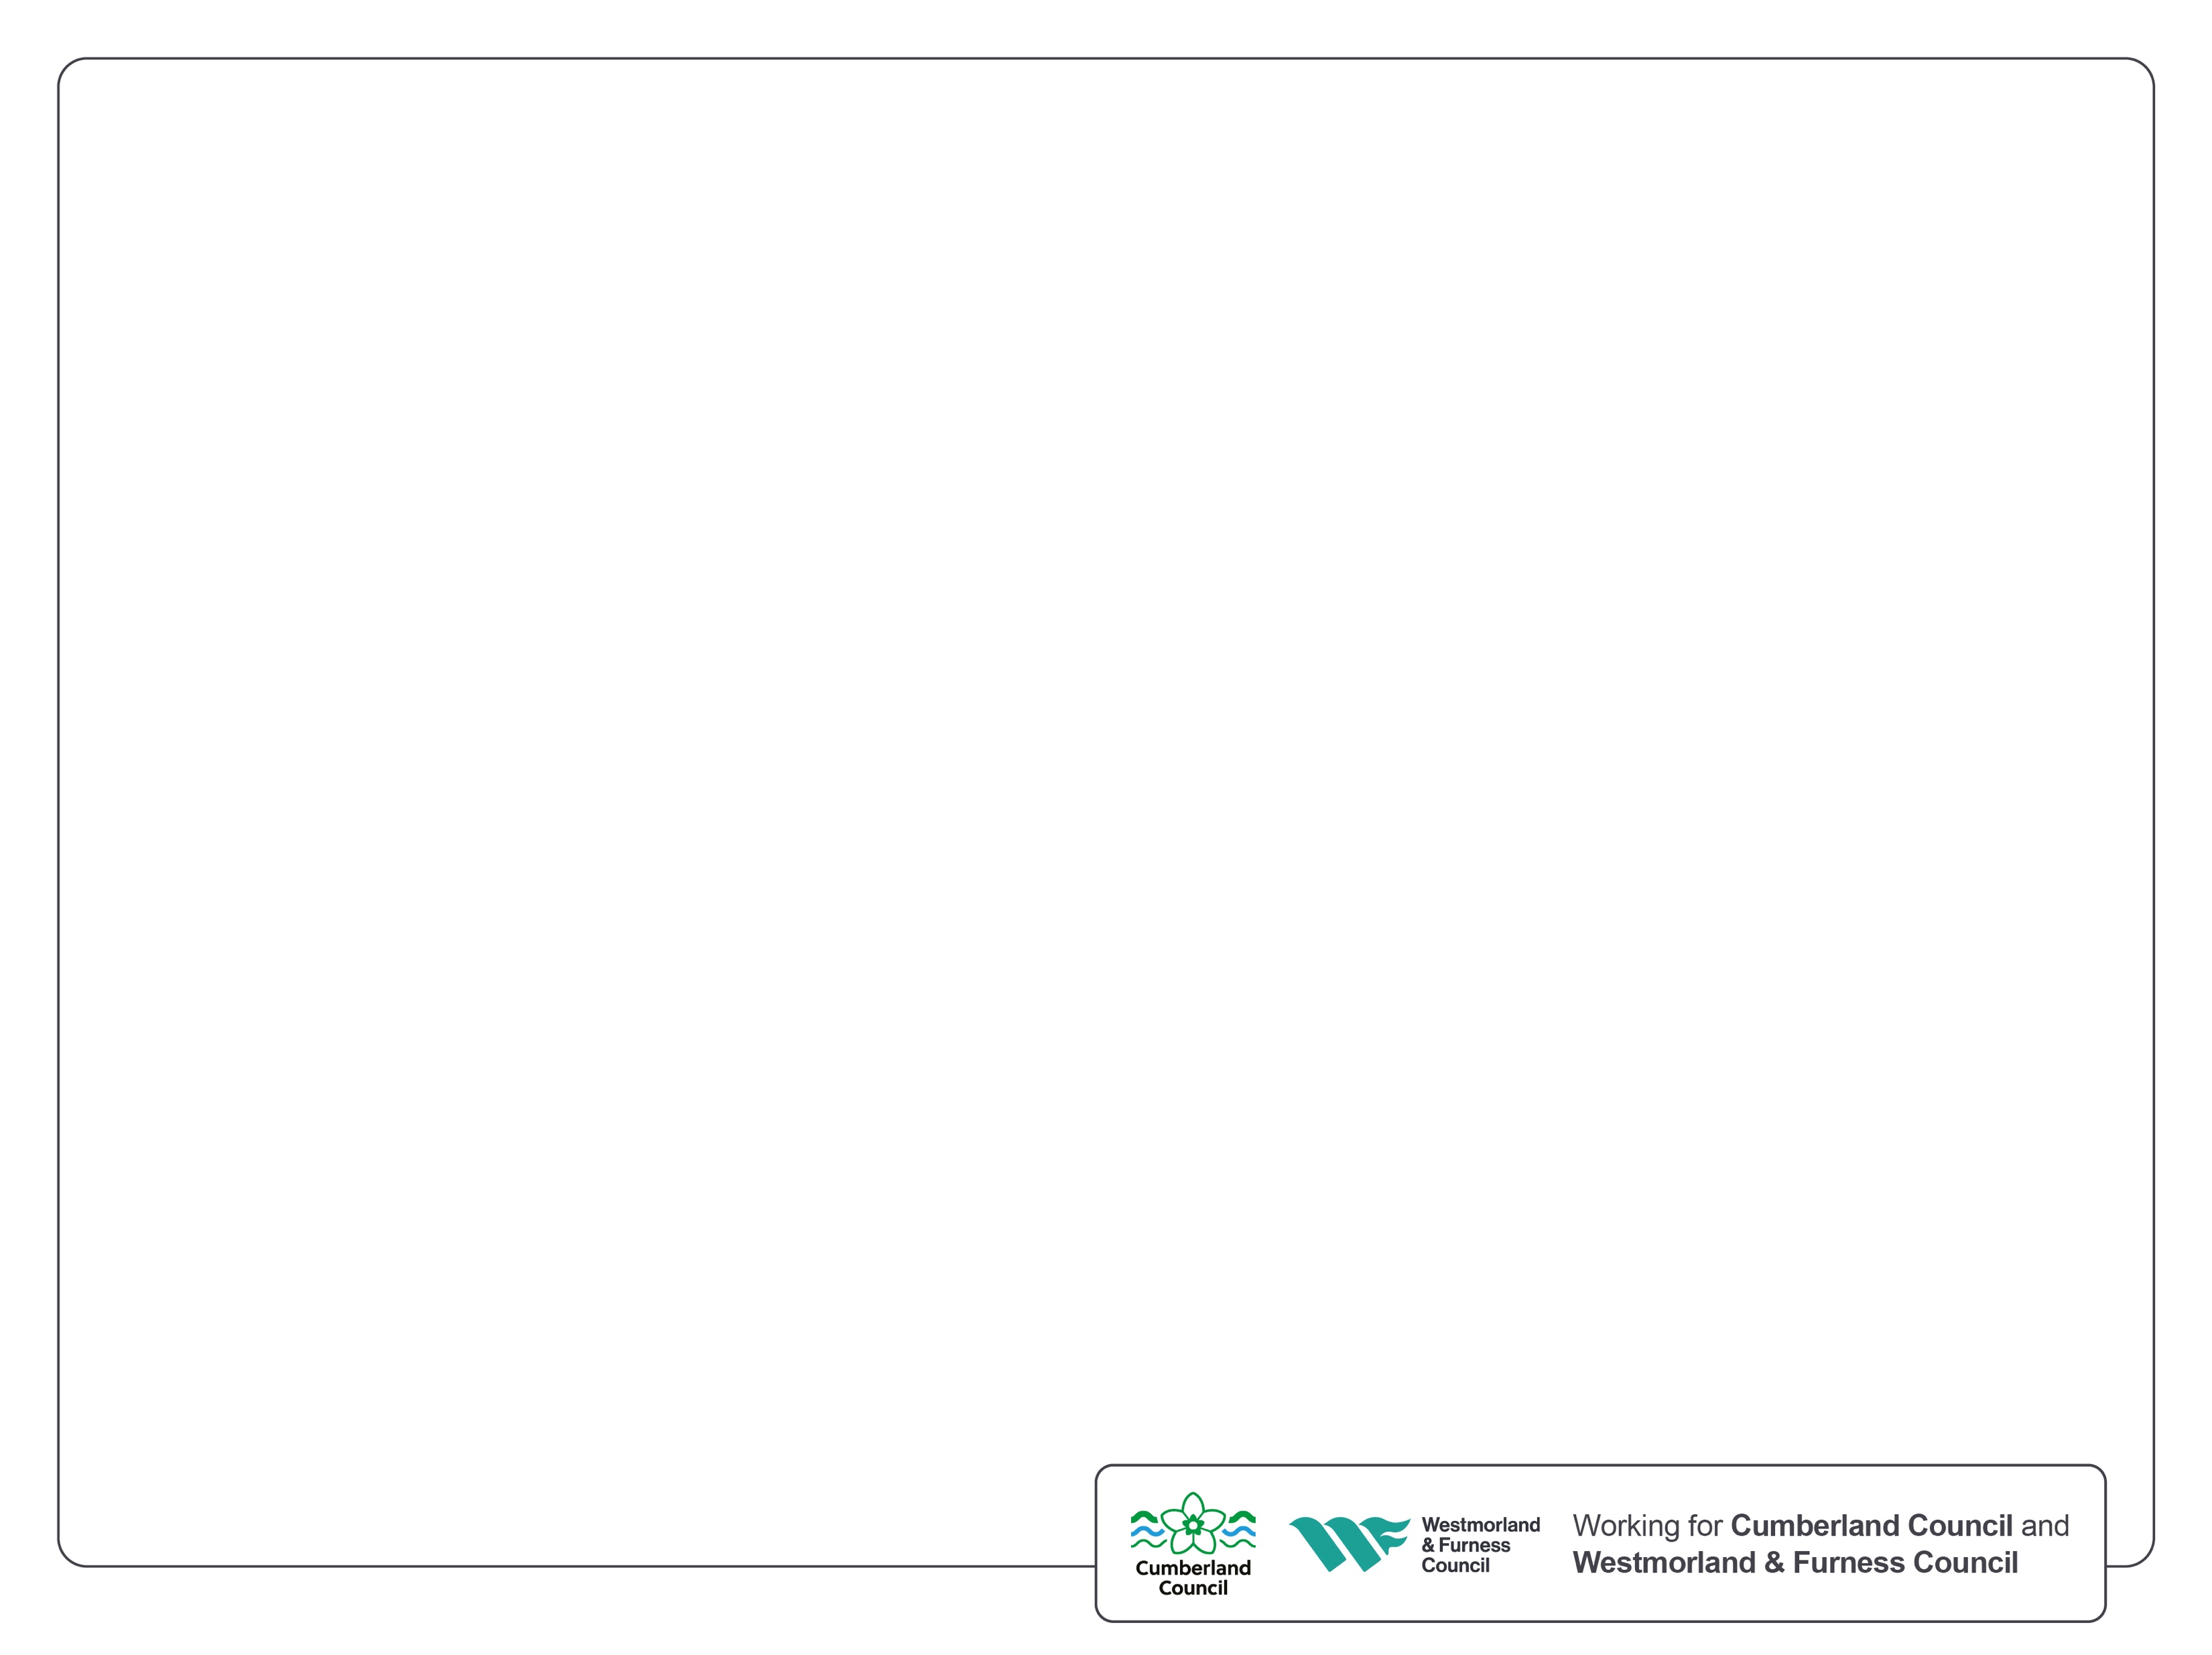 Cumberland
Council
Westmorland
& Furness
Council
Working for Cumberland Council and
Westmorland & Furness Council